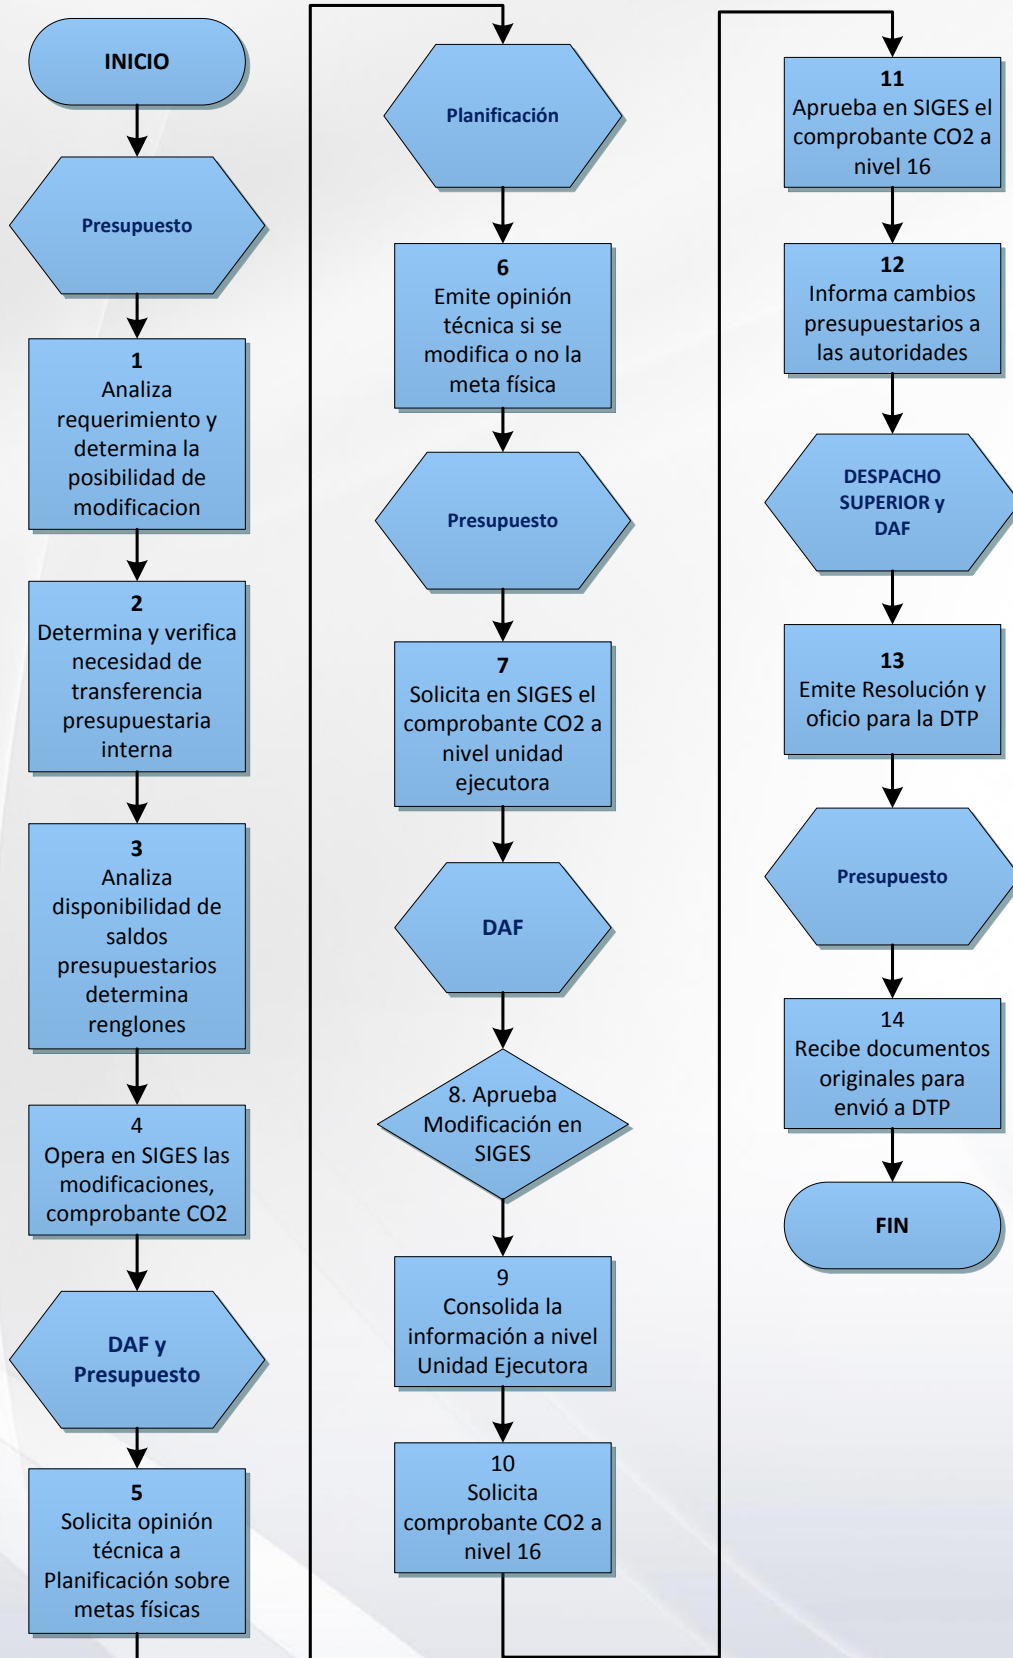 INICIO
Presupuesto
1
Analiza
requerimiento y
determina la
posibilidad de
modificacion
2
Determina y verifica
necesidad de
transferencia
presupuestaria
interna
3
Analiza
disponibilidad de
saldos
presupuestarios
determina
renglones
4
Opera en SIGES las
modificaciones,
comprobante CO2
DAF y
Presupuesto
5
Solicita opinión
técnica a
Planificación sobre
metas físicas
Planificación
6
Emite opinión
técnica si se
modifica o no la
meta física
Presupuesto
7
Solicita en SIGES el
comprobante CO2 a
nivel unidad
ejecutora
DAF
8. Aprueba
Modificación en
SIGES
9
Consolida la
información a nivel
Unidad Ejecutora
10
Solicita
comprobante CO2 a
nivel 16
11
Aprueba en SIGES el
comprobante CO2 a
nivel 16
12
Informa cambios
presupuestarios a
las autoridades
DESPACHO
SUPERIOR y
DAF
13
Emite Resolución y
oficio para la DTP
Presupuesto
14
Recibe documentos
originales para
envió a DTP
FIN